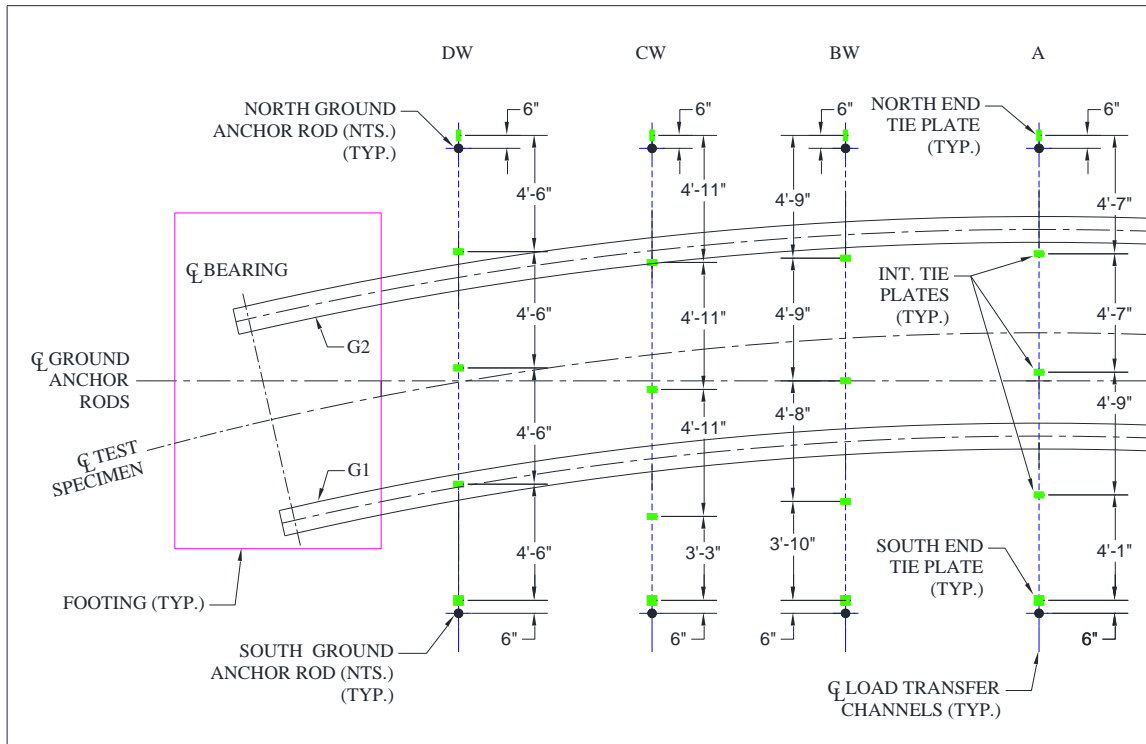 DW
CW
BW
A
NORTH GROUND
ANCHOR ROD (NTS.)
(TYP.)
6"
6"
6"
NORTH END
TIE PLATE
(TYP.)
6"
4'-6"
4'-11"
4'-9"
4'-7"
℄ BEARING
INT. TIE
PLATES
(TYP.)
4'-6"
4'-11"
4'-9"
4'-7"
G2
℄ GROUND
ANCHOR
RODS
4'-6"
4'-11"
4'-8"
4'-9"
℄ TEST
SPECIMEN
G1
4'-6"
3'-3"
3'-10"
4'-1"
SOUTH END
TIE PLATE
(TYP.)
FOOTING (TYP.)
6"
6"
6"
6"
SOUTH GROUND
ANCHOR ROD (NTS.)
(TYP.)
℄ LOAD TRANSFER
CHANNELS (TYP.)